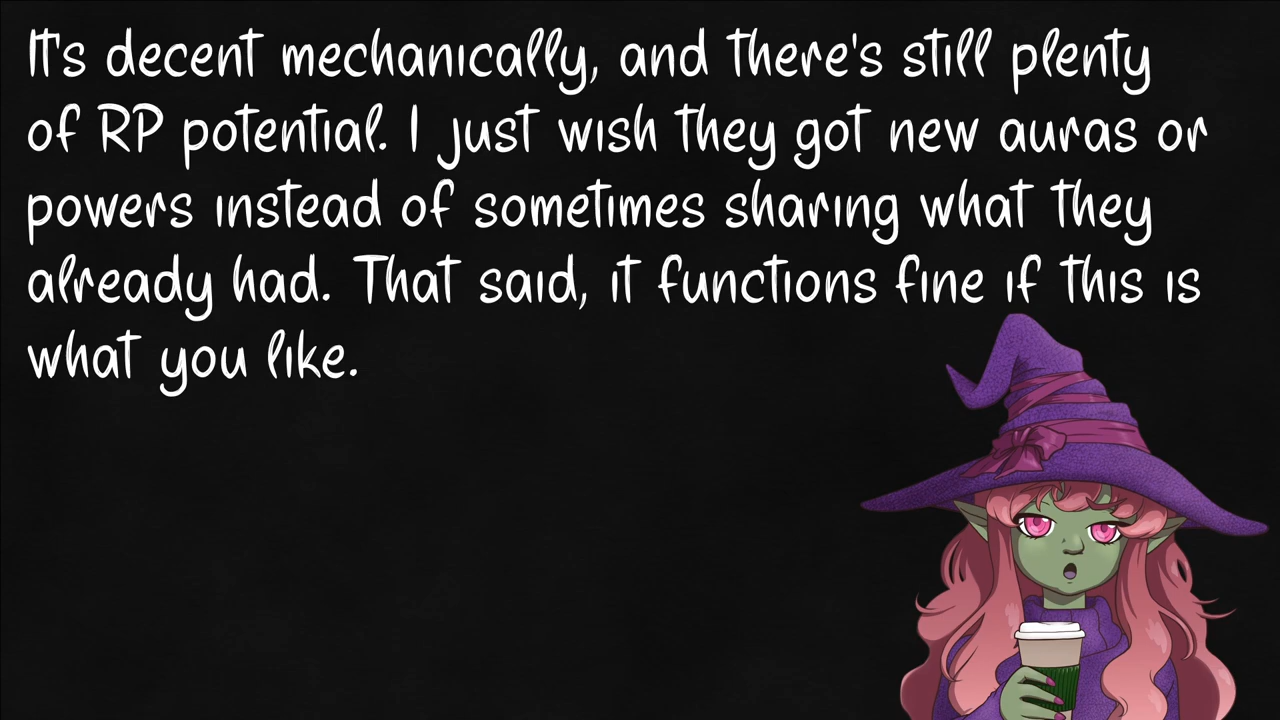 It's decent mechanically, and there's still plenty
of RP potential. I just wish they got new auras or
powers instead of sometimes sharing what they
already had. That said, it functions fine if this is
what you like.